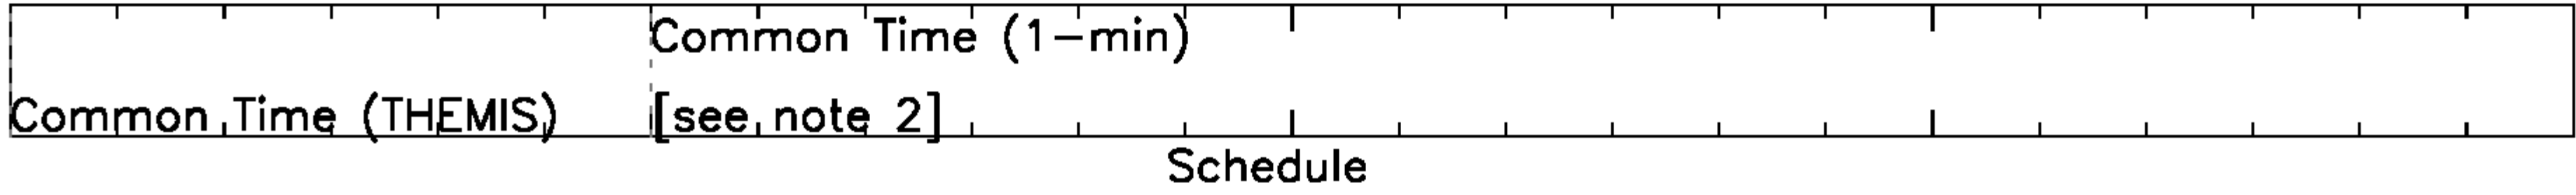 Common Time (1-min)
Common Time (THEMIS)
[see note 2]
Schedule